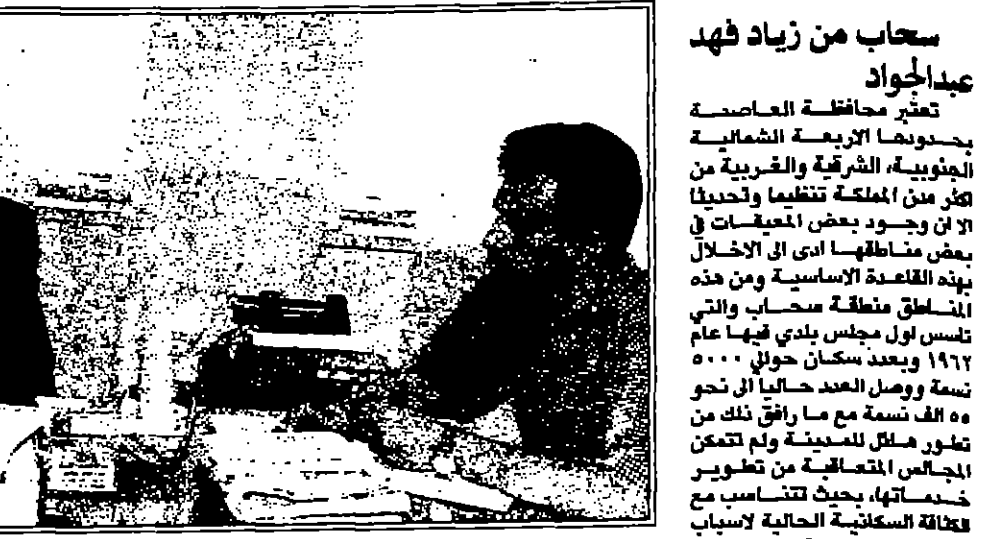 سحاب من زياد فهد
عبدالجواد
تعتبر محافظة العاصمة
بحدودها الاربعة الشمالية
الجنوبية، الشرقية والغربية من
اكثر مدن المملكة تنظيما وتحديثا
الا ان وجود بعض المعيقات في
بعض مناطقها ادى الى الاخلال
بهذه القاعدة الاساسية ومن هذه
المناطق منطقة سحاب والتي
تاسس اول مجلس بلدي فيها عام
١٩٦٢ وبعدد سكان حوالي ٥٠٠٠
نسمة ووصل العدد حاليا الى نحو
٥٥ الف نسمة مع ما رافق ذلك من
تطور هائل للمدينة ولم تتمكن
المجالس المتعاقبة من تطوير
خدماتها، بحيث تتناسب مع
الكثافة السكانية الحالية لاسباب